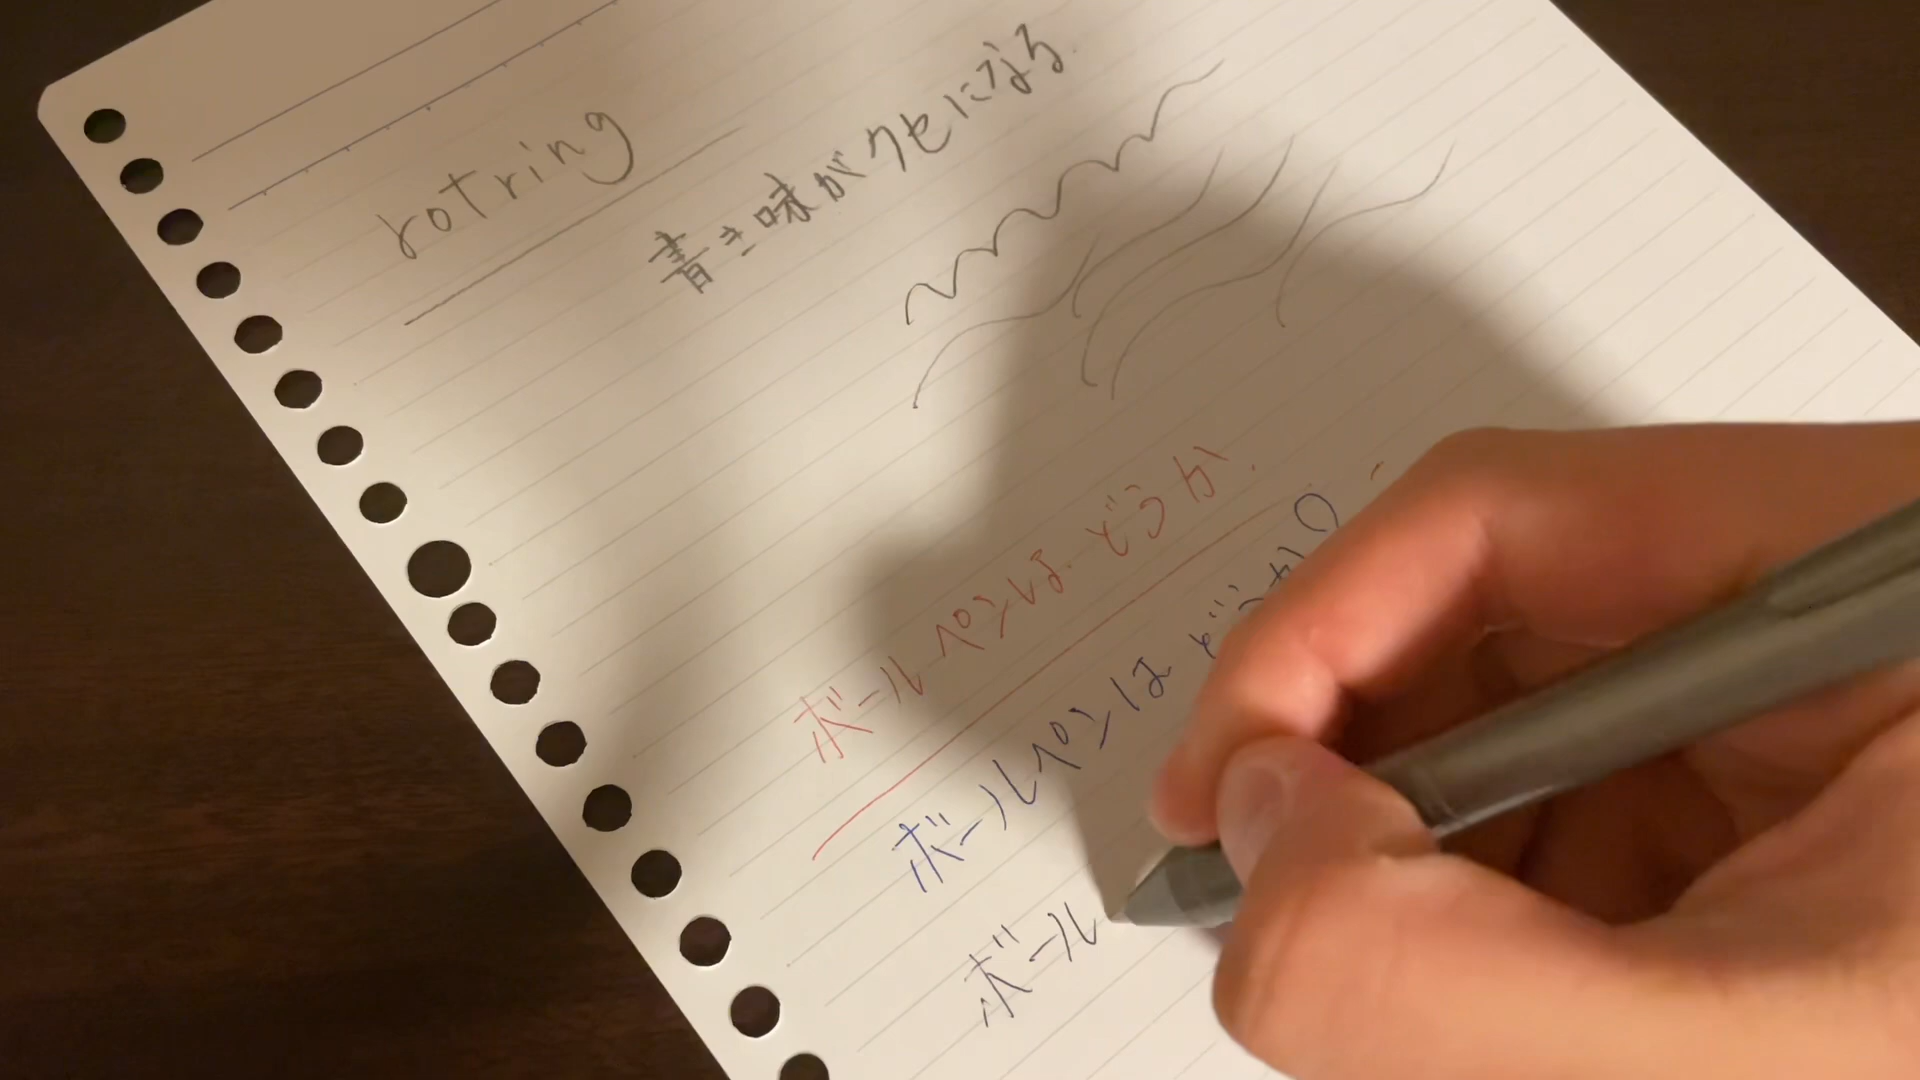 rotring
青き味がクセになる
ボールペンはどうか
ボールペンはどうか
ボール